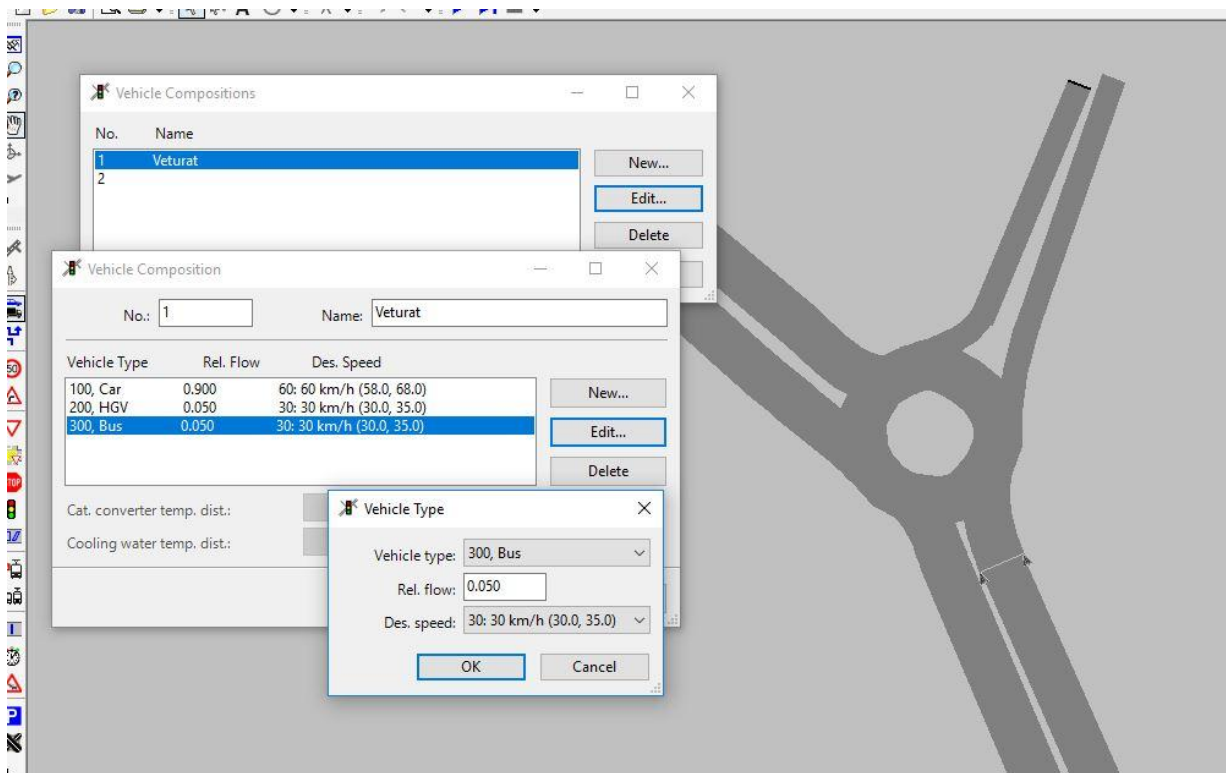 Vehicle Compositions
No. Name
1 Veturat
2
New...
Edit...
Delete
Vehicle Composition
No.: 1 Name: Veturat
Vehicle Type Rel. Flow Des. Speed
100, Car 0.900 60: 60 km/h (58.0, 68.0)
200, HGV 0.050 30: 30 km/h (30.0, 35.0)
300, Bus 0.050 30: 30 km/h (30.0, 35.0)
New...
Edit...
Delete
Cat. converter temp. dist.:
Cooling water temp. dist.:
Vehicle Type
Vehicle type: 300, Bus
Rel. flow: 0.050
Des. speed: 30: 30 km/h (30.0, 35.0)
OK Cancel
50
STOP
P